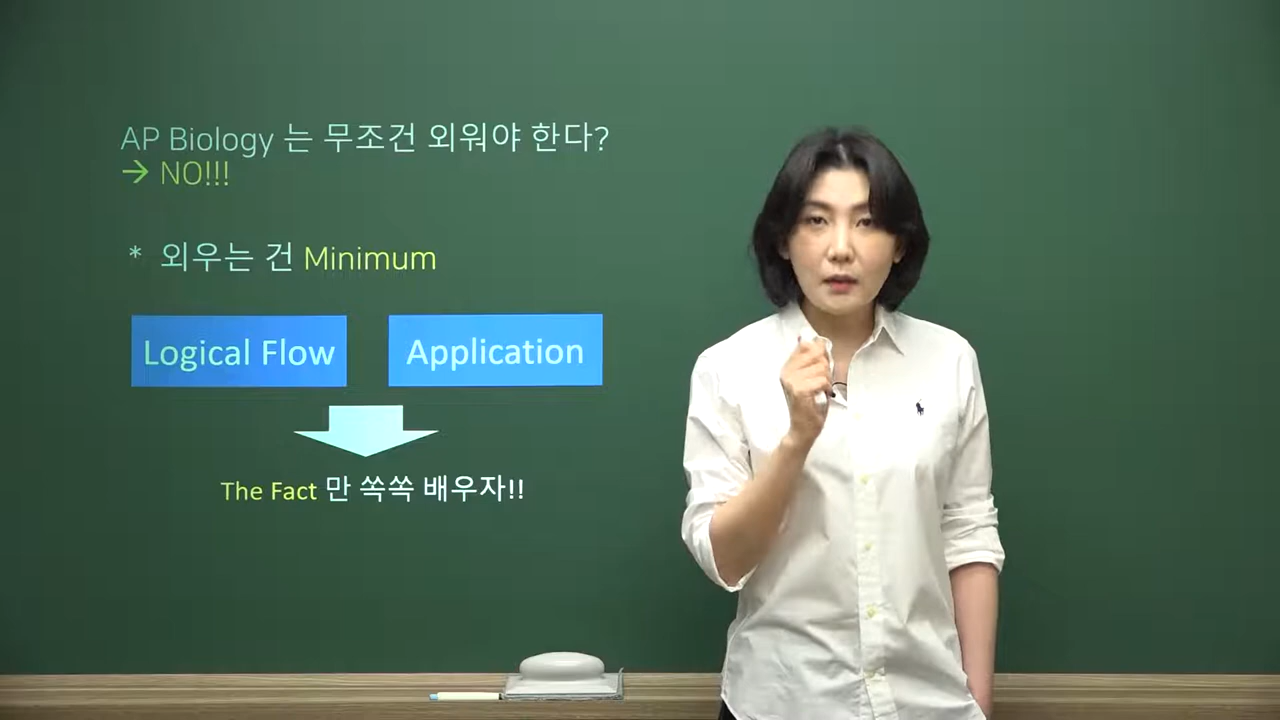 AP Biology 는 무조건 외워야 한다?
→ NO!!!
* 외우는 건 Minimum
Logical Flow
Application
The Fact 만 쏙쏙 배우자!!